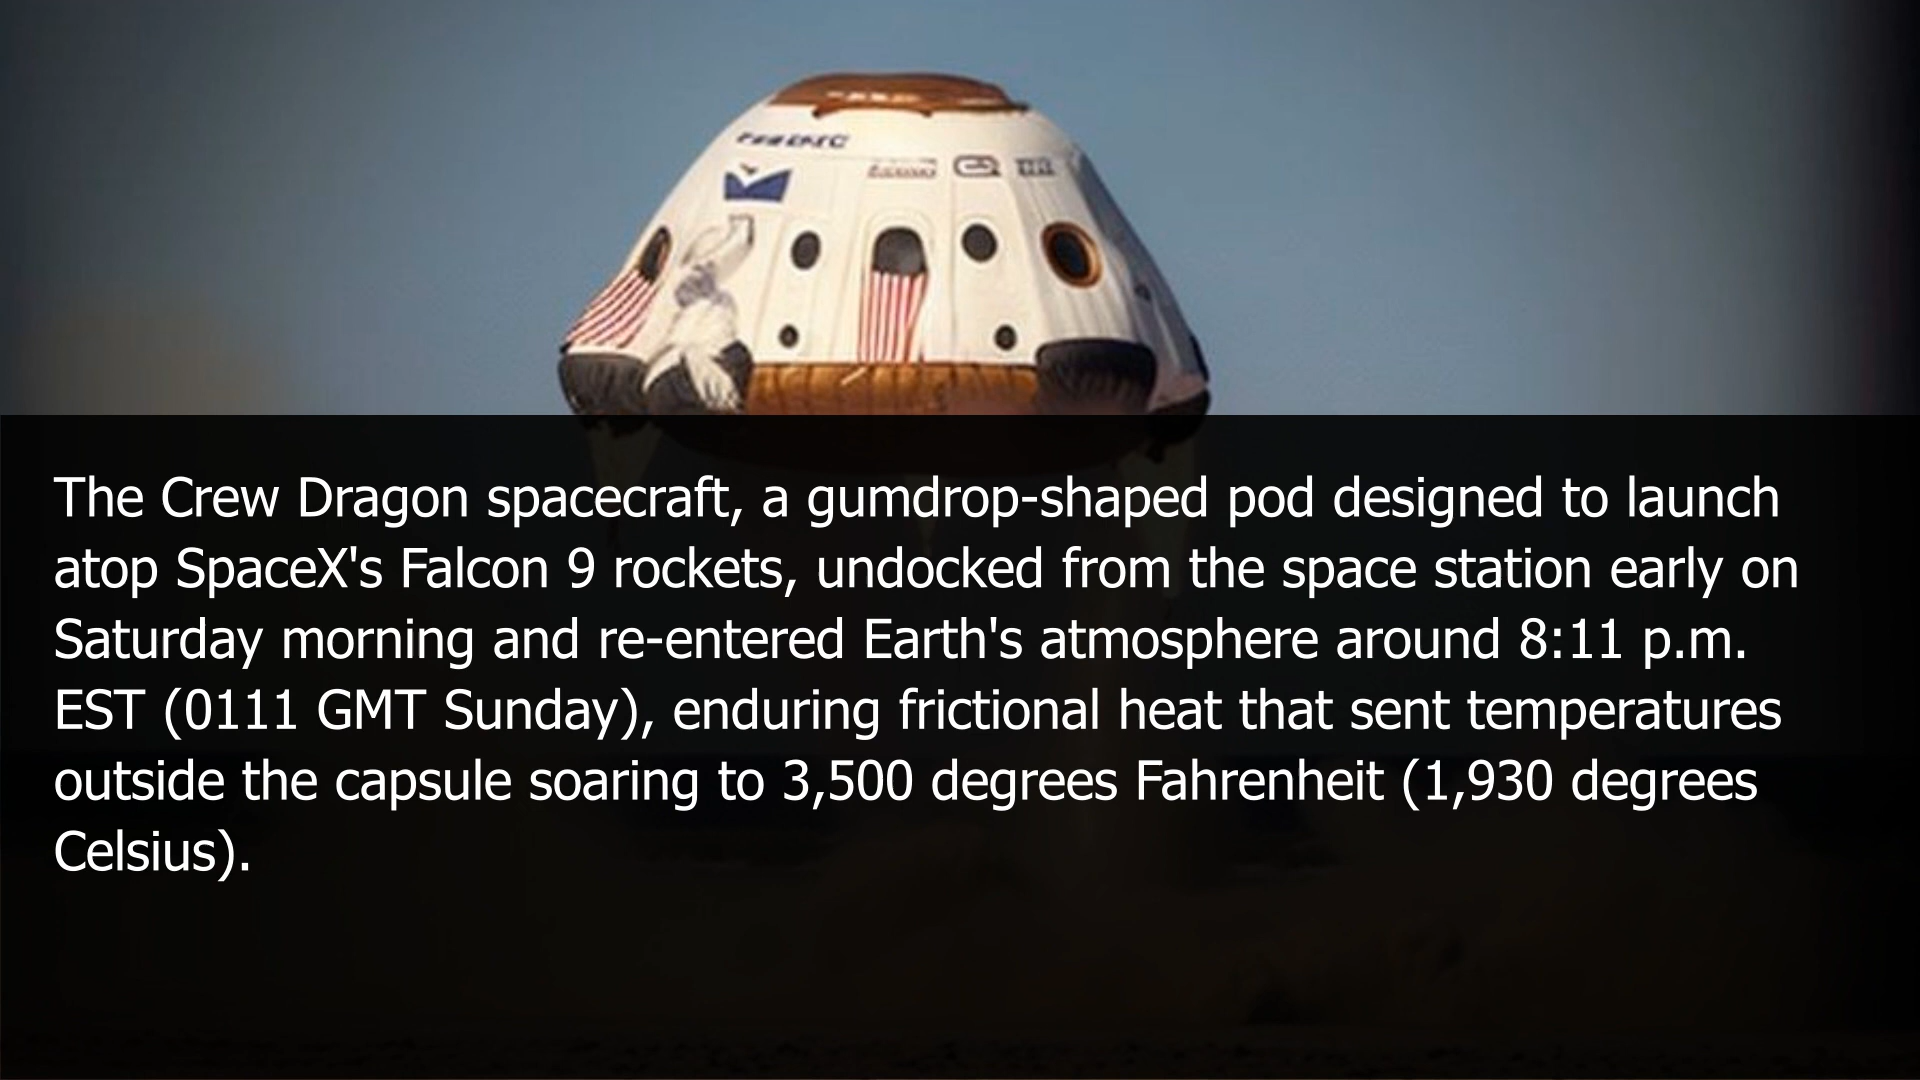 The Crew Dragon spacecraft, a gumdrop-shaped pod designed to launch
atop SpaceX's Falcon 9 rockets, undocked from the space station early on
Saturday morning and re-entered Earth's atmosphere around 8:11 p.m.
EST (0111 GMT Sunday), enduring frictional heat that sent temperatures
outside the capsule soaring to 3,500 degrees Fahrenheit (1,930 degrees
Celsius).